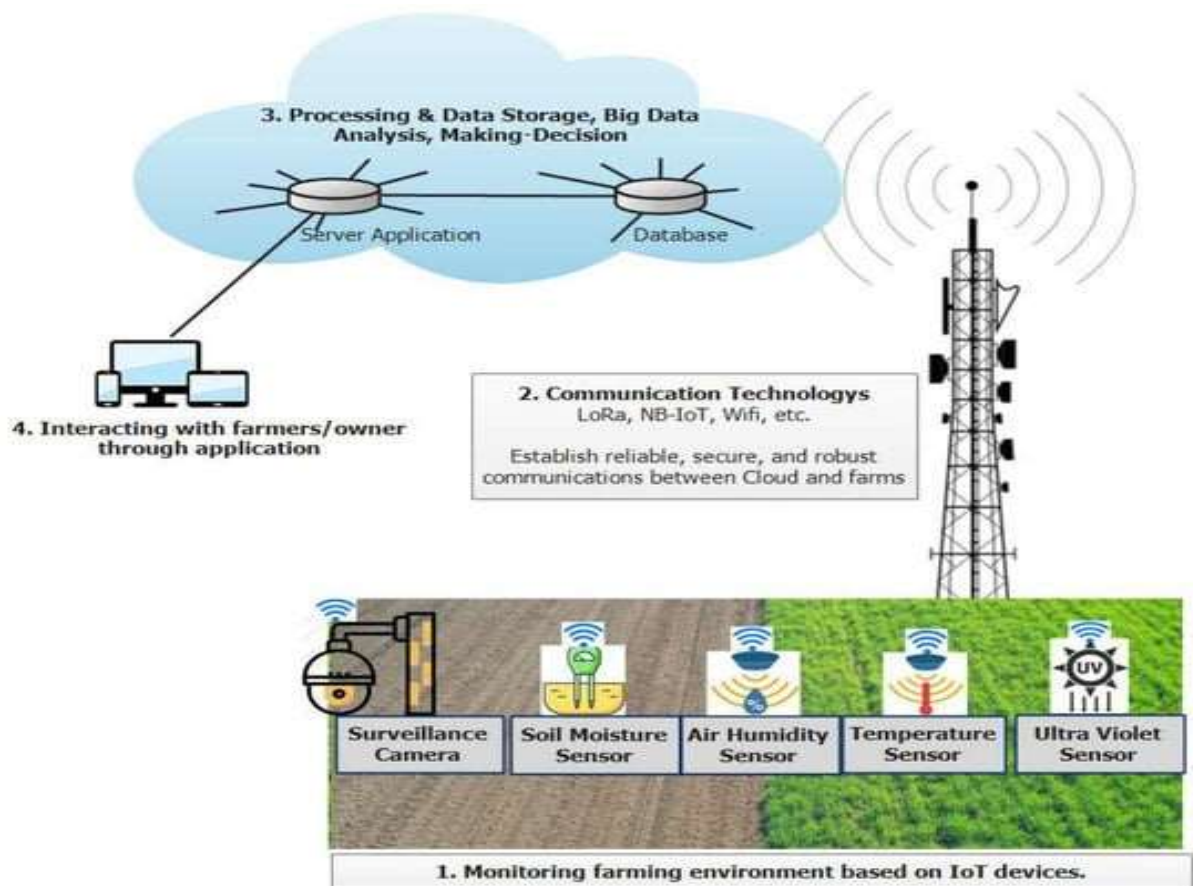 3. Processing & Data Storage, Big Data
Analysis, Making-Decision
Server Application
Database
2. Communication Technologys
LoRa, NB-IoT, Wifi, etc.
Establish reliable, secure, and robust
communications between Cloud and farms
4. Interacting with farmers/owner
through application
%
UV
Surveillance
Camera
Soil Moisture
Sensor
Air Humidity
Sensor
Temperature
Sensor
Ultra Violet
Sensor
1. Monitoring farming environment based on IoT devices.